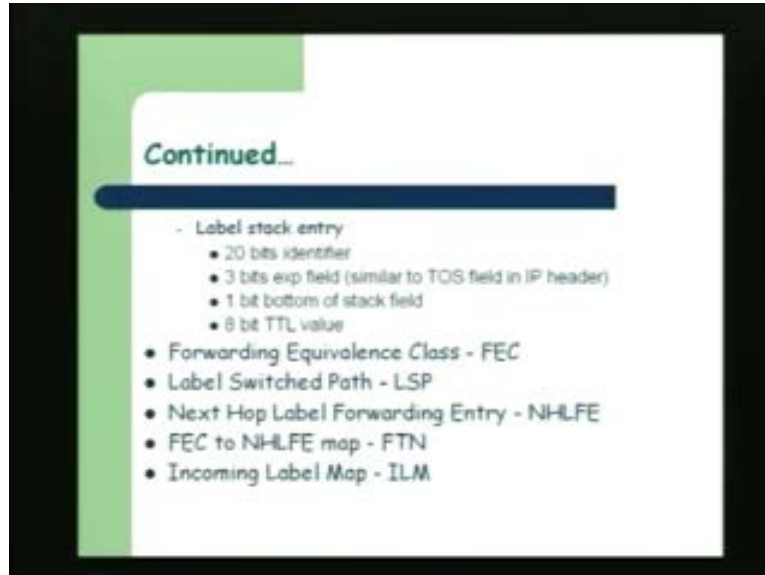 Continued...
- Label stack entry
• 20 bits identifier
• 3 bits exp field (similar to TOS field in IP header)
• 1 bit bottom of stack field
• 8 bit TTL value
• Forwarding Equivalence Class - FEC
• Label Switched Path - LSP
• Next Hop Label Forwarding Entry - NHLFE
• FEC to NHLFE map - FTN
• Incoming Label Map - ILM